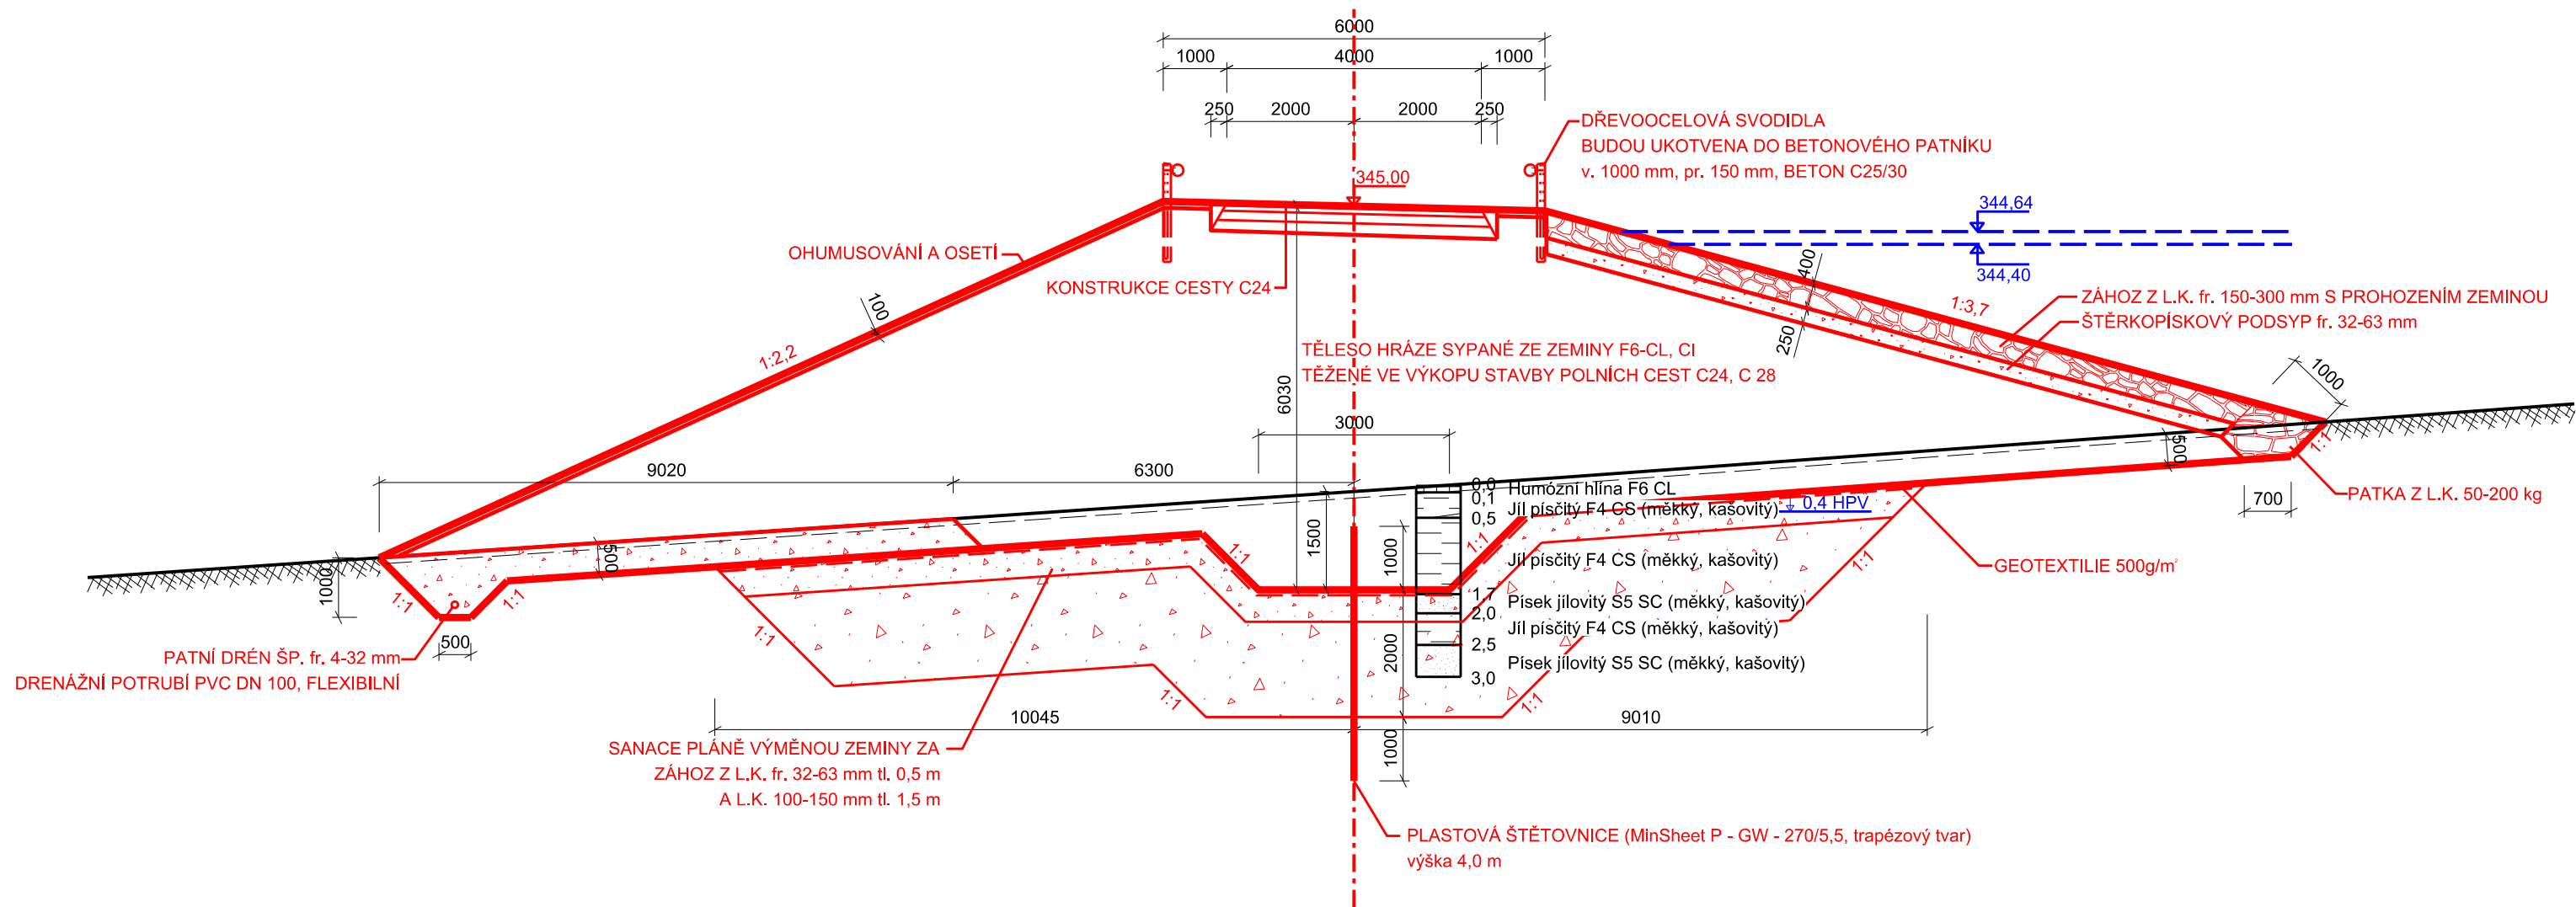 6000
1000
4000
1000
250
2000
2000
250
DŘEVOOCELOVÁ SVODIDLA
BUDOU UKOTVENA DO BETONOVÉHO PATNÍKU
v. 1000 mm, pr. 150 mm, BETON C25/30
345,00
344,64
344,40
OHUMUSOVÁNÍ A OSETÍ
KONSTRUKCE CESTY C24
100
1:2,2
400
250
1:3,7
ZÁHOZ Z L.K. fr. 150-300 mm S PROHOZENÍM ZEMINOU
ŠTĚRKOPÍSKOVÝ PODSYP fr. 32-63 mm
TĚLESO HRÁZE SYPANÉ ZE ZEMINY F6-CL, CI
TĚŽENÉ VE VÝKOPU STAVBY POLNÍCH CEST C24, C 28
6030
3000
1000
9020
6300
500
1:1
700
PATKA Z L.K. 50-200 kg
0,0
Humózní hlína F6 CL
0,1
Jíl písčitý F4 CS (měkký, kašovitý)
0,4 HPV
0,5
1500
1000
1:1
1:1
Jíl písčitý F4 CS (měkký, kašovitý)
1:1
GEOTEXTILIE 500g/m²
500
1000
1:1
1:1
1,7
Písek jílovitý S5 SC (měkký, kašovitý)
2,0
Jíl písčitý F4 CS (měkký, kašovitý)
2,5
Písek jílovitý S5 SC (měkký, kašovitý)
3,0
2000
500
PATNÍ DRÉN ŠP. fr. 4-32 mm
DRENÁŽNÍ POTRUBÍ PVC DN 100, FLEXIBILNÍ
1:1
1:1
1:1
10045
9010
1000
SANACE PLÁNĚ VÝMĚNOU ZEMINY ZA
ZÁHOZ Z L.K. fr. 32-63 mm tl. 0,5 m
A L.K. 100-150 mm tl. 1,5 m
PLASTOVÁ ŠTĚTOVNICE (MinSheet P - GW - 270/5,5, trapézový tvar)
výška 4,0 m